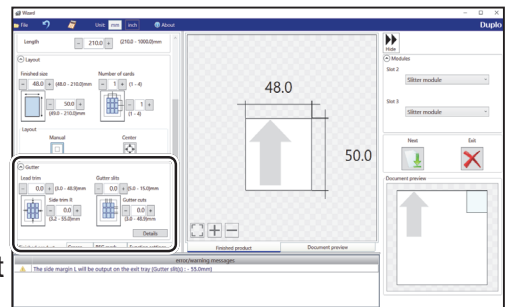 Wizard
File Unit: mm inch About Duplo
Length - 210.0 + (210.0 - 1000.0)mm
Layout
Finished size Number of cards
- 48.0 + (48.0 - 210.0)mm - 1 + (1 - 4)
- 50.0 + - 1 +
(49.0 - 210.0)mm (1 - 4)
Layout
Manual Center
Gutter
Lead trim Gutter slits
- 0.0 + (3.0 - 48.0)mm - 0.0 + (5.0 - 15.0)mm
Side trim R Gutter cuts
- 0.0 + - 0.0 +
(3.2 - 55.0)mm (3.0 - 48.0)mm
Details
48.0
50.0
Finished product Document preview
Hide
Modules
Slot 2
Slitter module
Slot 3
Slitter module
Next Exit
Document preview
error/warning messages
The side margin L will be output on the exit tray (Gutter slit(s) : - 55.0mm)
t